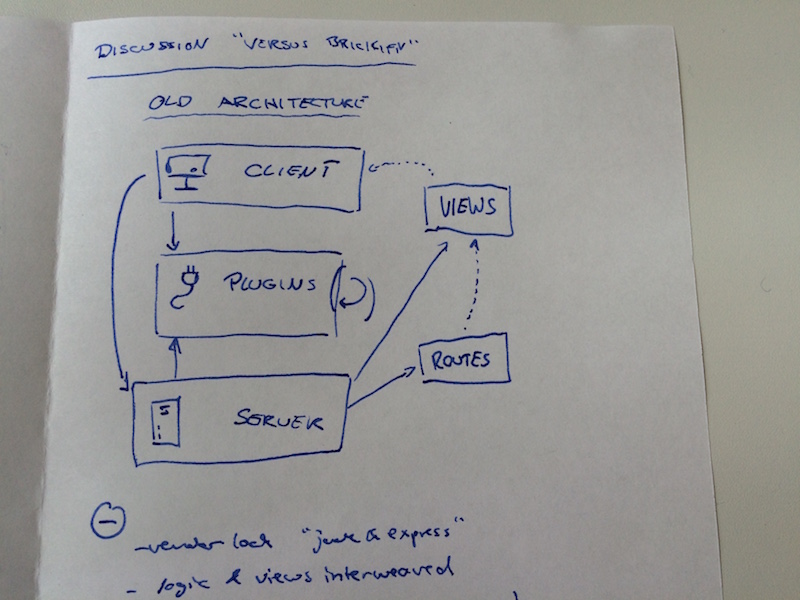 DISCUSSION "VERSUS BRICKIFY"
OLD ARCHITECTURE
CLIENT
VIEWS
PLUGINS
ROUTES
SERVER
- vendor lock "jade & express"
- logic & views interweaved